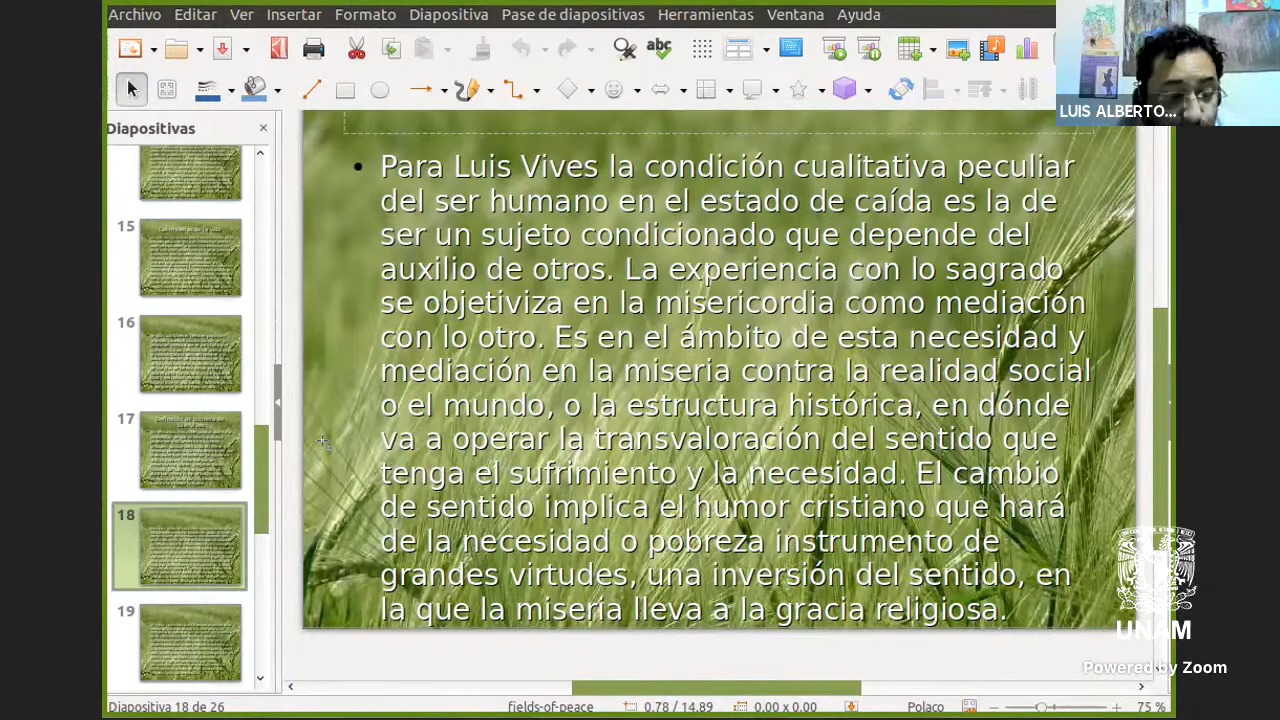 Archivo Editar Ver Insertar Formato Diapositiva Pase de diapositivas Herramientas Ventana Ayuda
abc
LUIS ALBERTO...
Diapositivas
15
16
17
18
19
Para Luis Vives la condición cualitativa peculiar
del ser humano en el estado de caída es la de
ser un sujeto condicionado que depende del
auxilio de otros. La experiencia con lo sagrado
se objetiviza en la misericordia como mediación
con lo otro. Es en el ámbito de esta necesidad y
mediación en la miseria contra la realidad social
o el mundo, o la estructura histórica, en dónde
va a operar la transvaloración del sentido que
tenga el sufrimiento y la necesidad. El cambio
de sentido implica el humor cristiano que hará
de la necesidad o pobreza instrumento de
grandes virtudes, una inversión del sentido, en
la que la miseria lleva a la gracia religiosa.
UNAM
Powered by Zoom
Diapositiva 18 de 26 fields-of-peace 0.78 / 14.89 0.00 x 0.00 Polaco 75 %